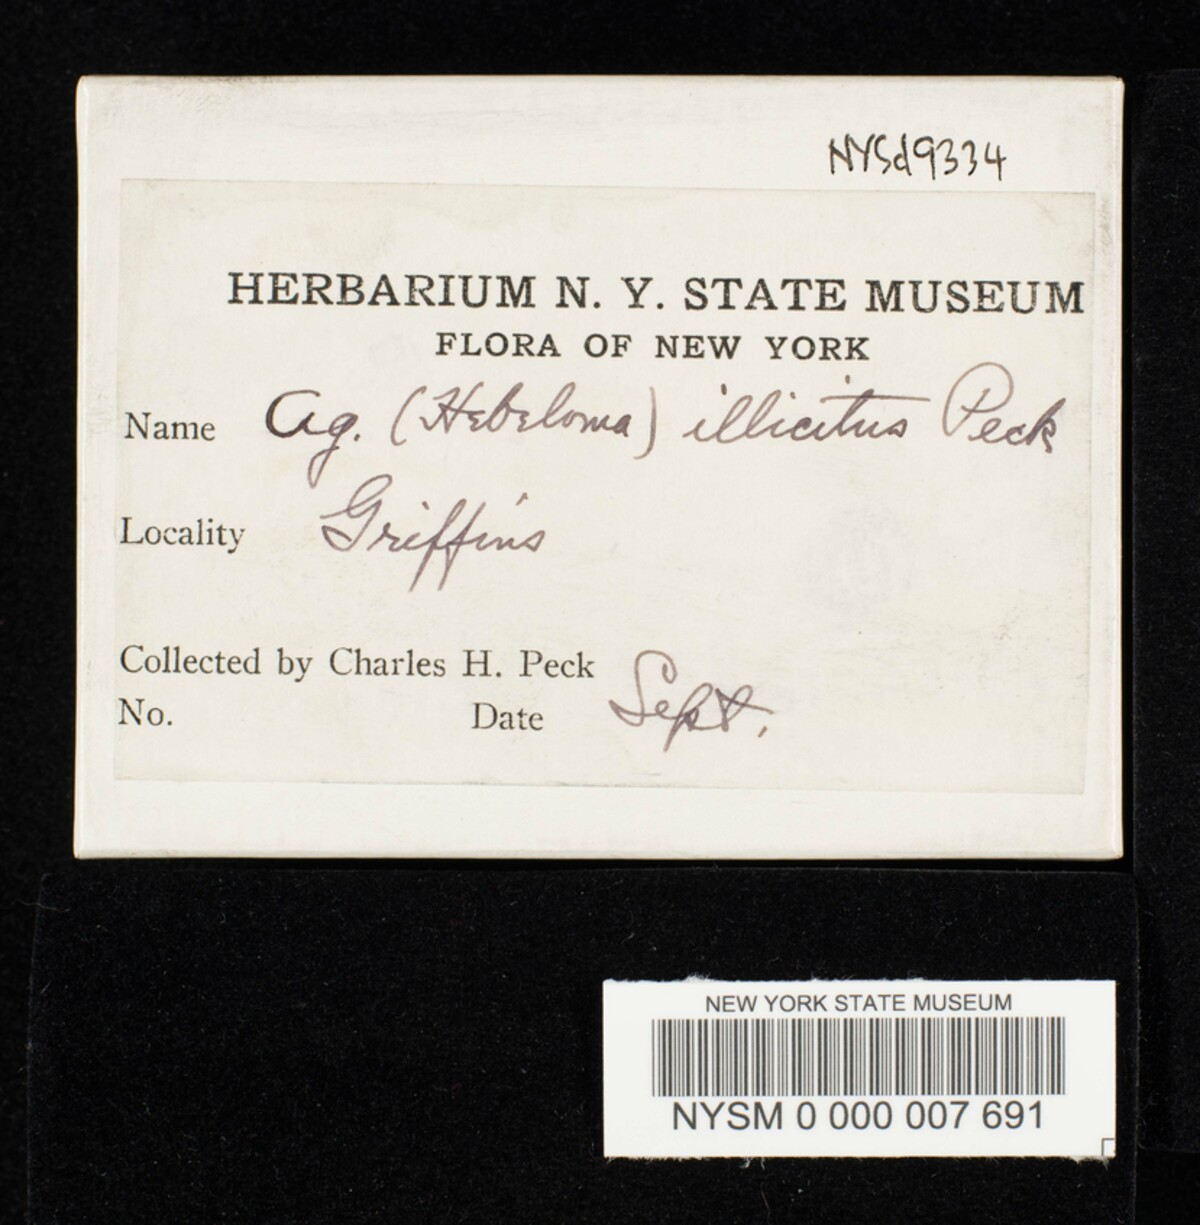 NYSd9334
HERBARIUM N. Y. STATE MUSEUM
FLORA OF NEW YORK
Name Ag. (Hebeloma) illicitus Peck
Locality Griffins
Collected by Charles H. Peck
No. Date Sept.
NEW YORK STATE MUSEUM
NYSM 0 000 007 691